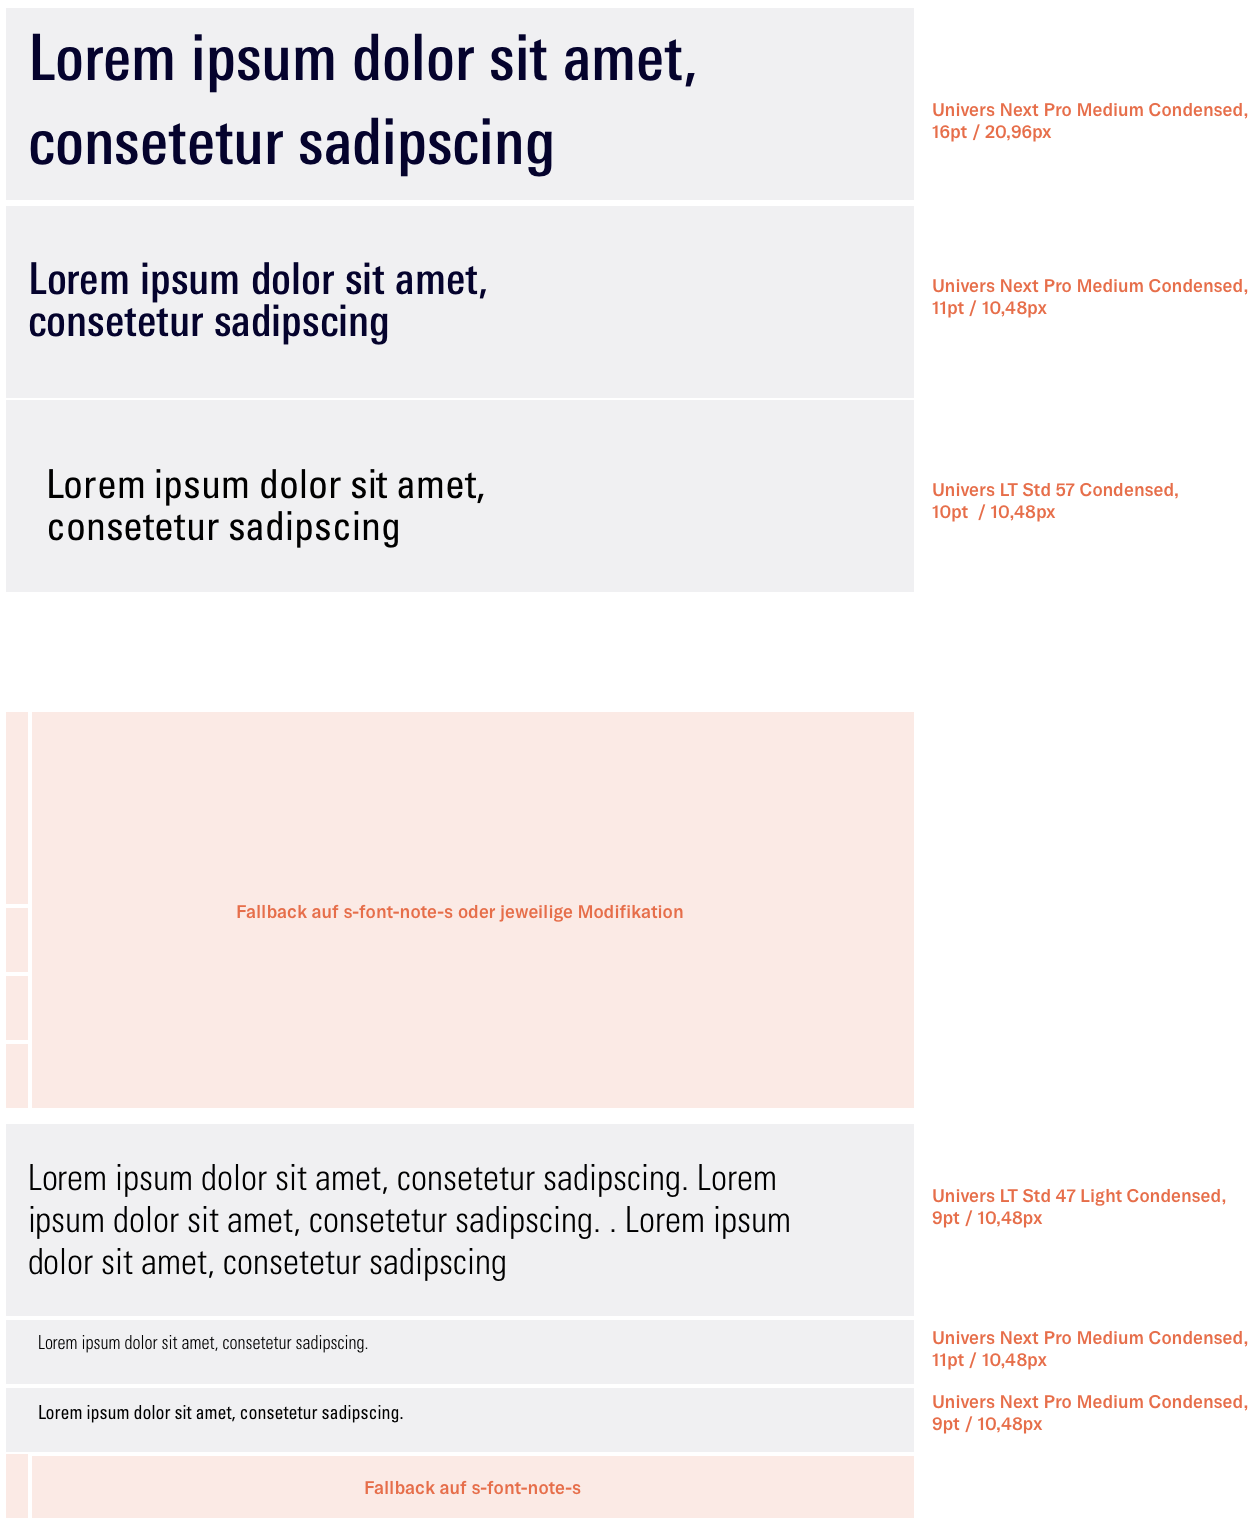 Lorem ipsum dolor sit amet,
consetetur sadipscing
Univers Next Pro Medium Condensed,
16pt / 20,96px
Lorem ipsum dolor sit amet,
consetetur sadipscing
Univers Next Pro Medium Condensed,
11pt / 10,48px
Lorem ipsum dolor sit amet,
consetetur sadipscing
Univers LT Std 57 Condensed,
10pt  / 10,48px
Fallback auf s-font-note-s oder jeweilige Modifikation
Lorem ipsum dolor sit amet, consetetur sadipscing. Lorem
ipsum dolor sit amet, consetetur sadipscing. . Lorem ipsum
dolor sit amet, consetetur sadipscing
Univers LT Std 47 Light Condensed,
9pt / 10,48px
Lorem ipsum dolor sit amet, consetetur sadipscing.
Univers Next Pro Medium Condensed,
11pt / 10,48px
Lorem ipsum dolor sit amet, consetetur sadipscing.
Univers Next Pro Medium Condensed,
9pt / 10,48px
Fallback auf s-font-note-s